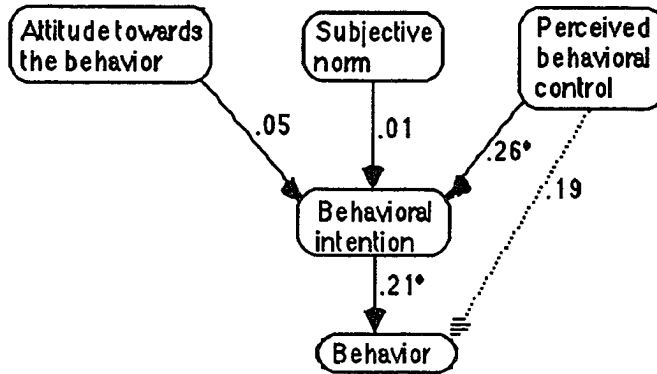 Attitude towards
the behavior
Subjective
norm
Perceived
behavioral
control
.05
.01
.26*
.19
Behavioral
intention
.21*
Behavior